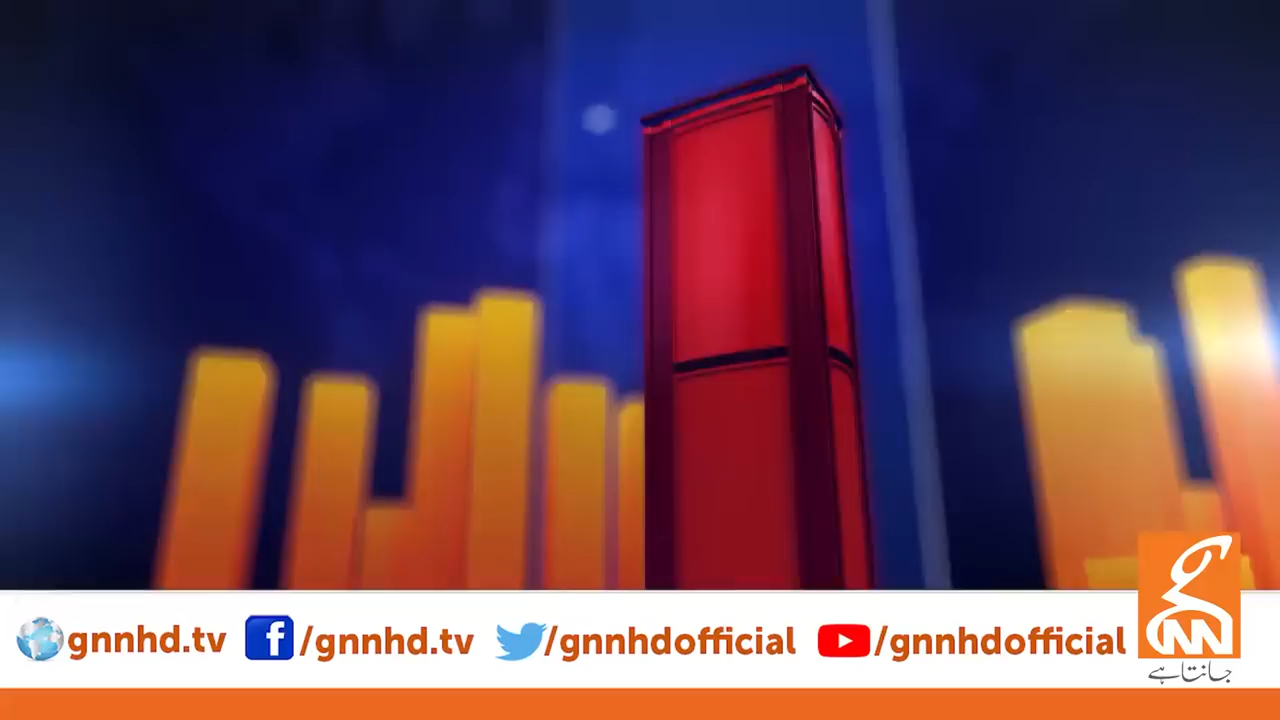 gnnhd.tv
/gnnhd.tv
/gnnhdofficial
/gnnhdofficial
GNN
جانتا ہے